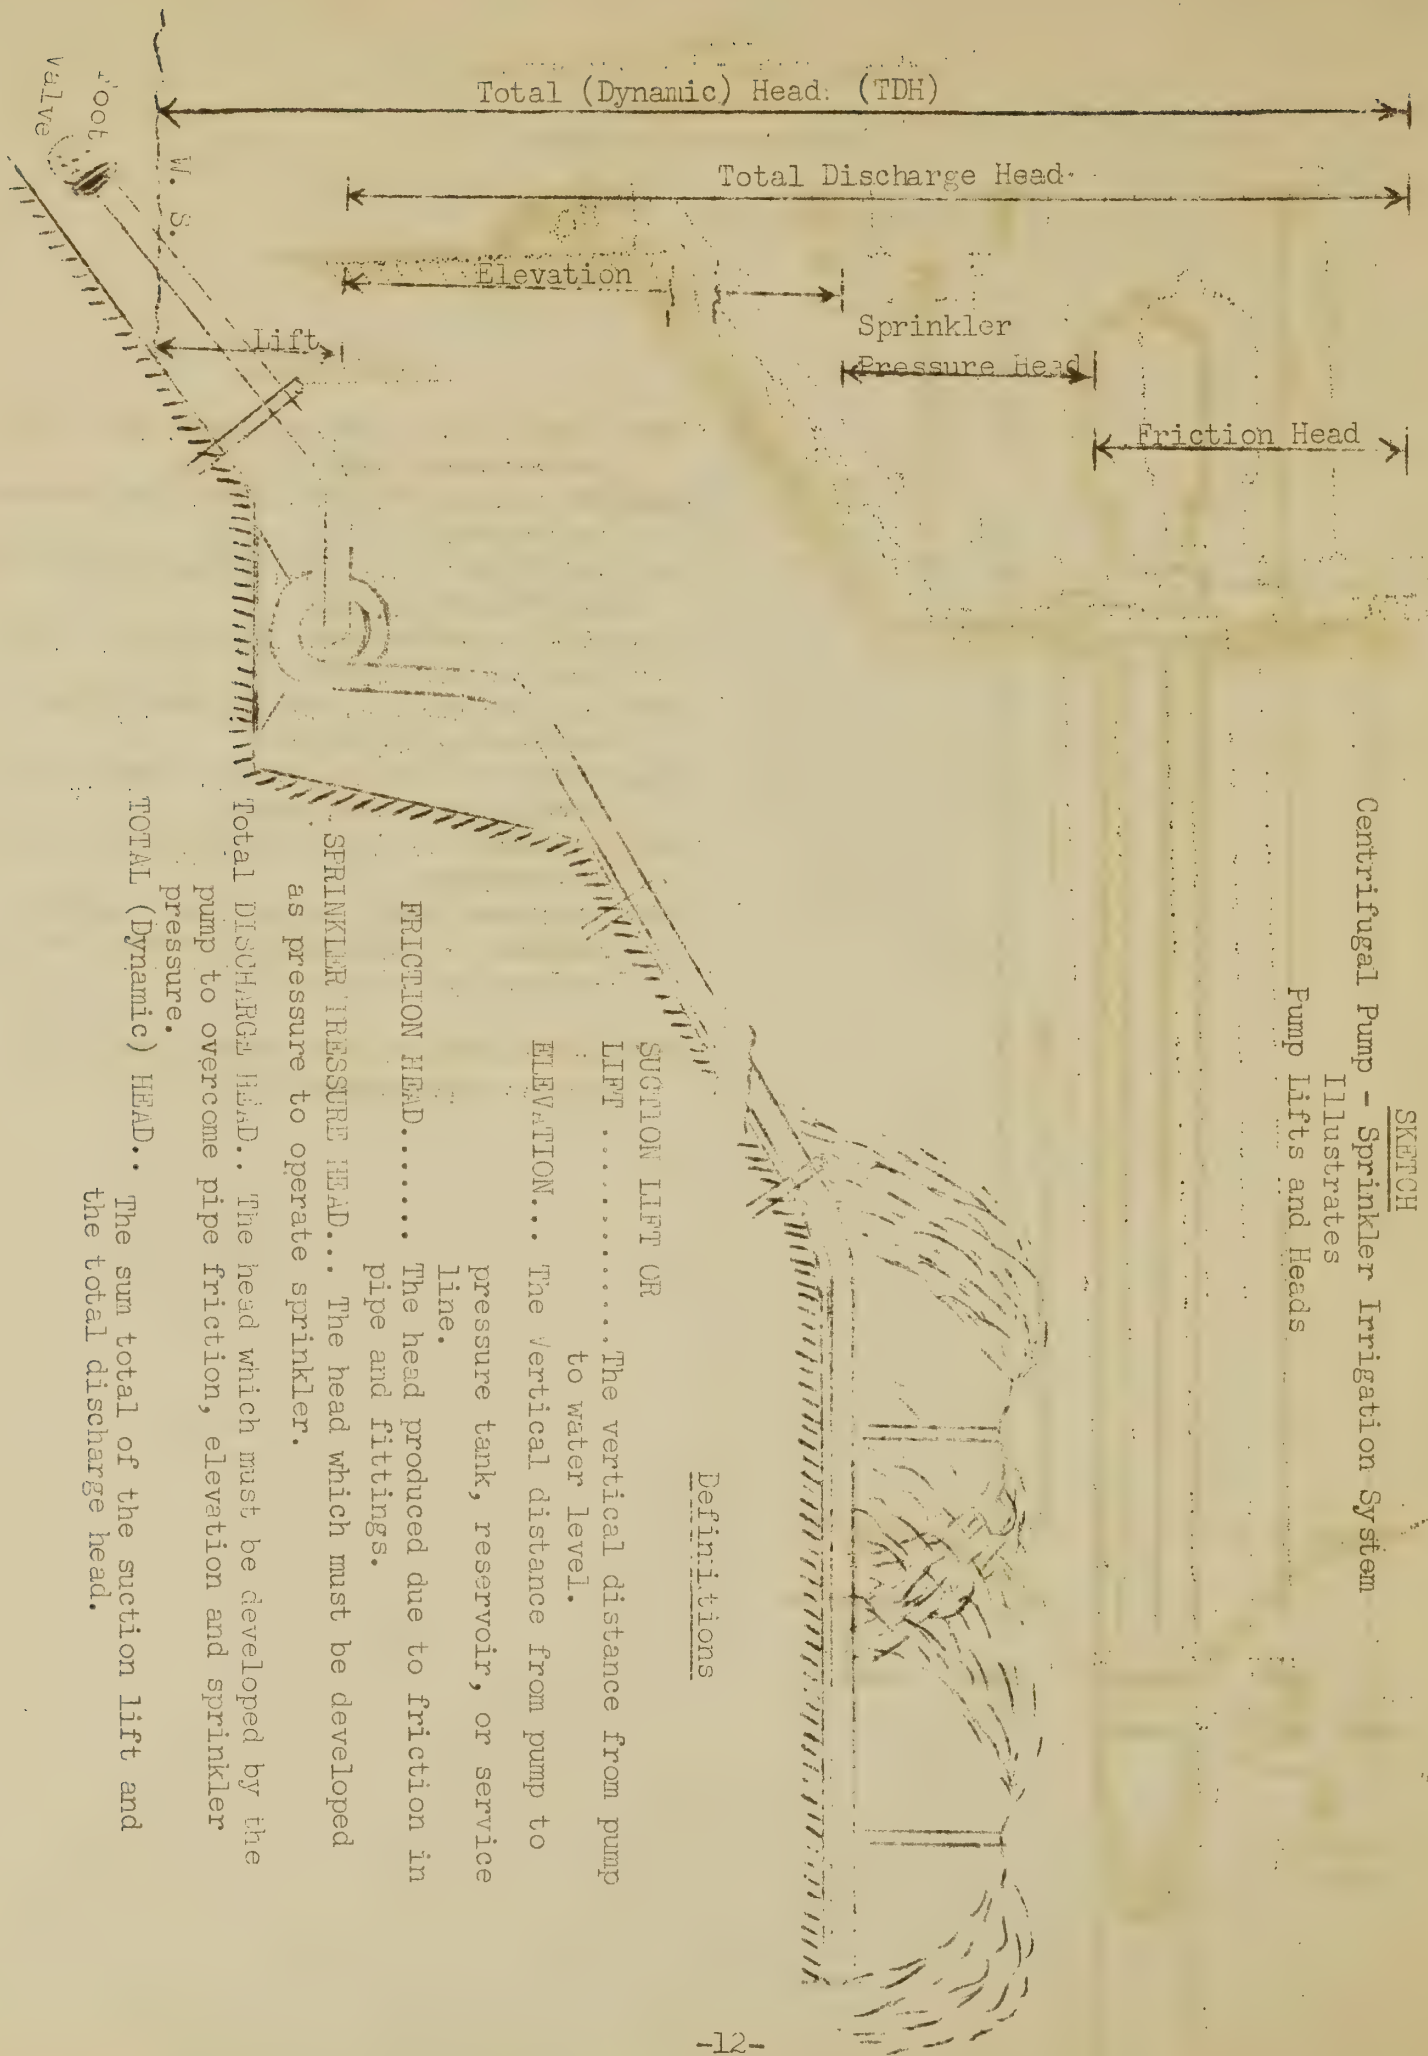 SKETCH
Centrifugal Pump - Sprinkler Irrigation System
Illustrates
Pump Lifts and Heads
Total (Dynamic) Head: (TDH)
Total Discharge Head
Elevation
Sprinkler
Pressure Head
Friction Head
Lift
W. S.
Foot
Valve
Definitions
SUCTION LIFT OR
LIFT ............. The vertical distance from pump
to water level.
ELEVATION... The Vertical distance from pump to
pressure tank, reservoir, or service
line.
FRICTION HEAD...... The head produced due to friction in
pipe and fittings.
SPRINKLER PRESSURE HEAD... The head which must be developed
as pressure to operate sprinkler.
Total DISCHARGE HEAD.. The head which must be developed by the
pump to overcome pipe friction, elevation and sprinkler
pressure.
TOTAL (Dynamic) HEAD.. The sum total of the suction lift and
the total discharge head.
-12-